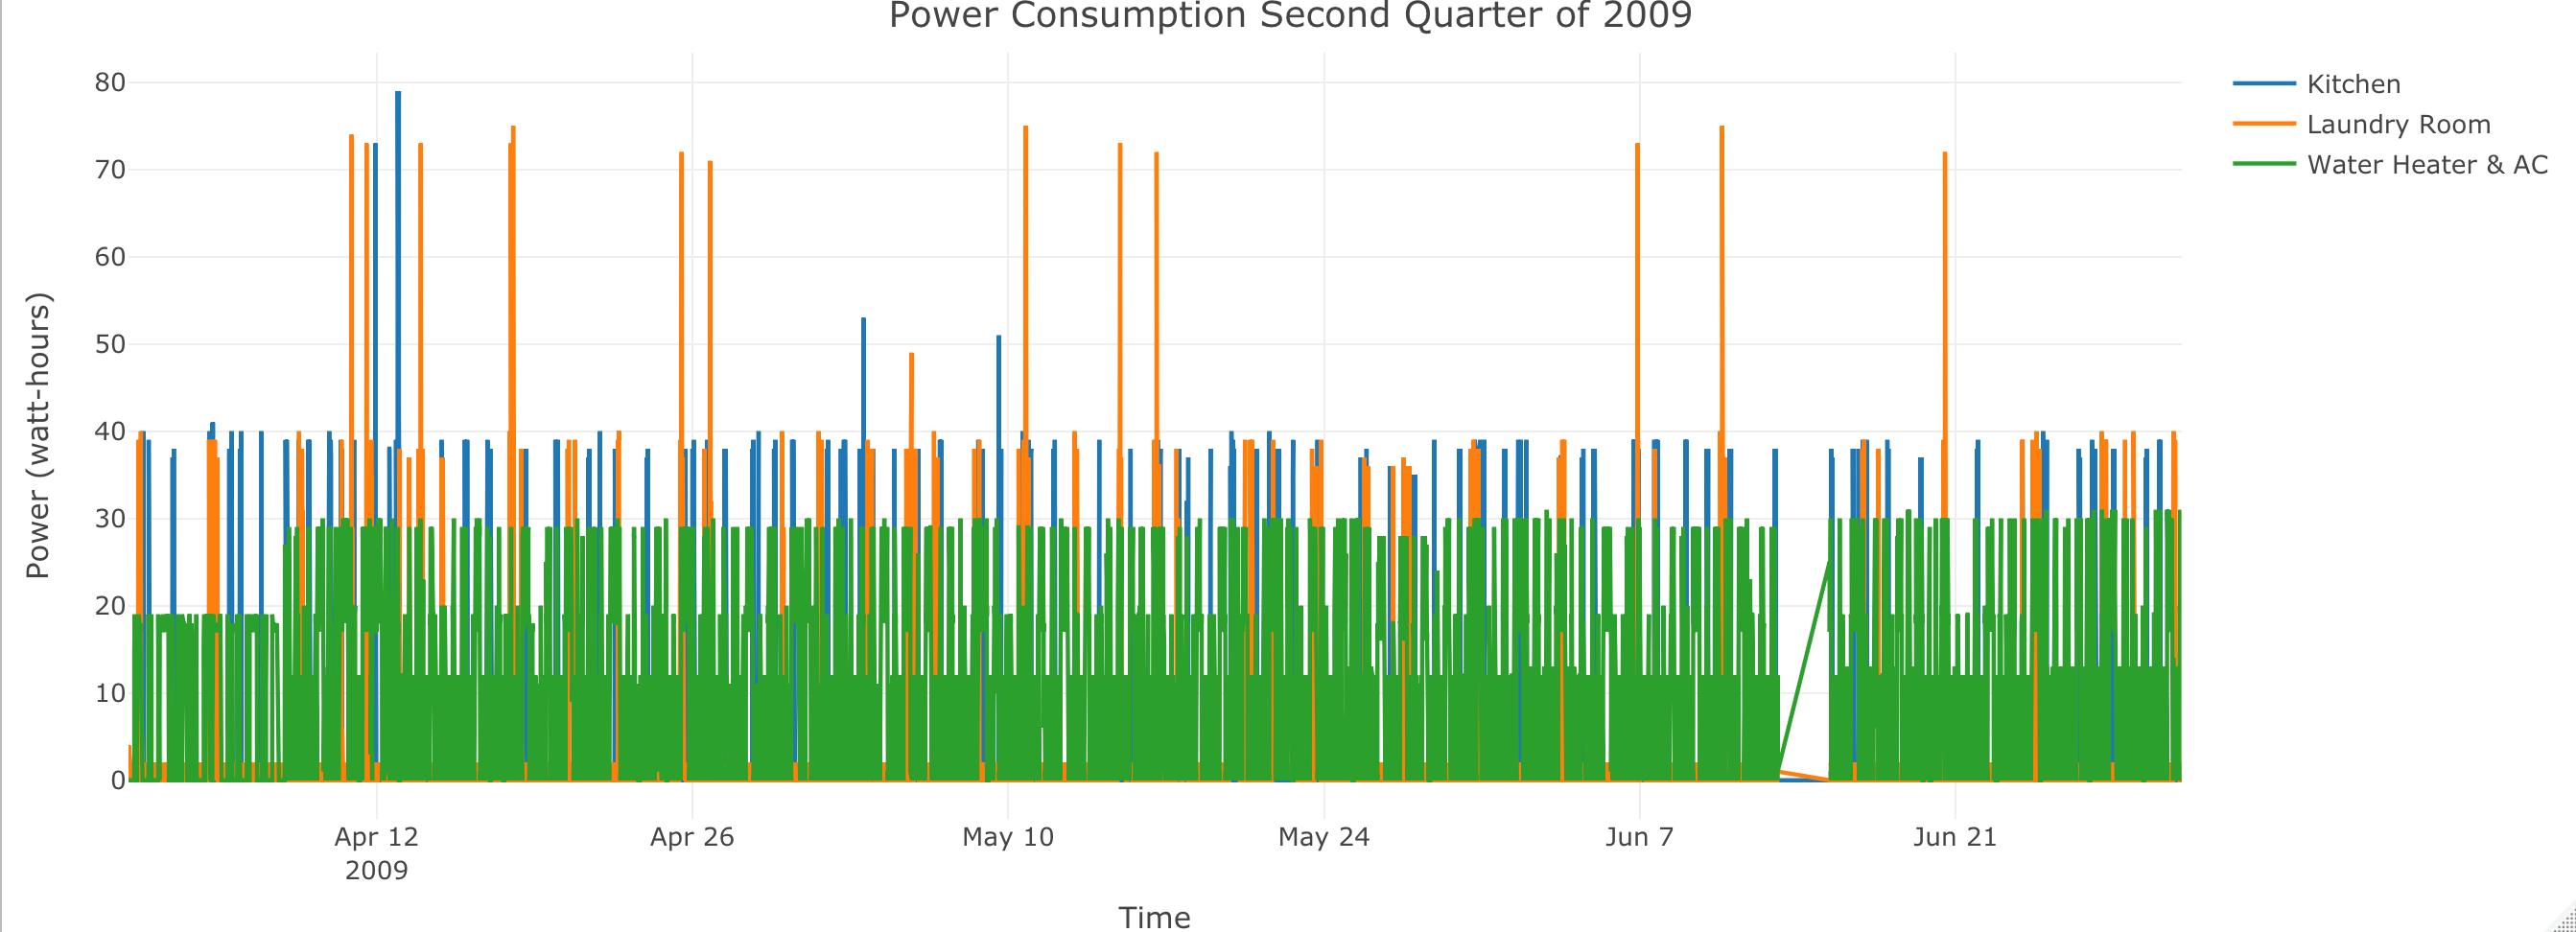 Power Consumption Second Quarter of 2009
Kitchen
Laundry Room
Water Heater & AC
Power (watt-hours)
80
70
60
50
40
30
20
10
0
Apr 12
2009
Apr 26
May 10
May 24
Jun 7
Jun 21
Time